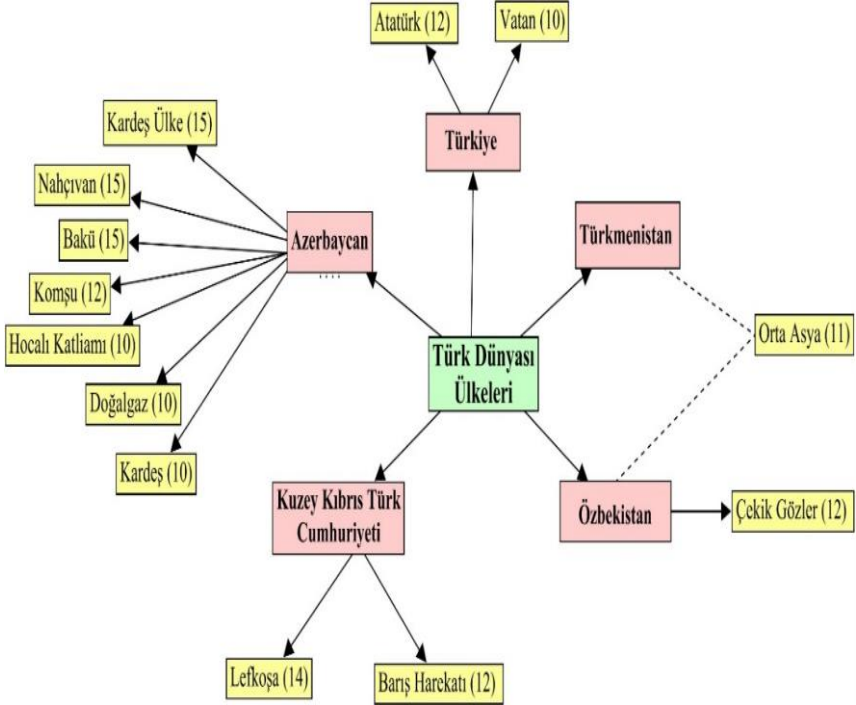 Atatürk (12)
Vatan (10)
Kardeş Ülke (15)
Türkiye
Nahçıvan (15)
Bakü (15)
Azerbaycan
Türkmenistan
Komşu (12)
Hocalı Katliamı (10)
Orta Asya (11)
Türk Dünyası
Ülkeleri
Doğalgaz (10)
Kardeş (10)
Kuzey Kıbrıs Türk
Cumhuriyeti
Özbekistan
Çekik Gözler (12)
Lefkoşa (14)
Barış Harekatı (12)